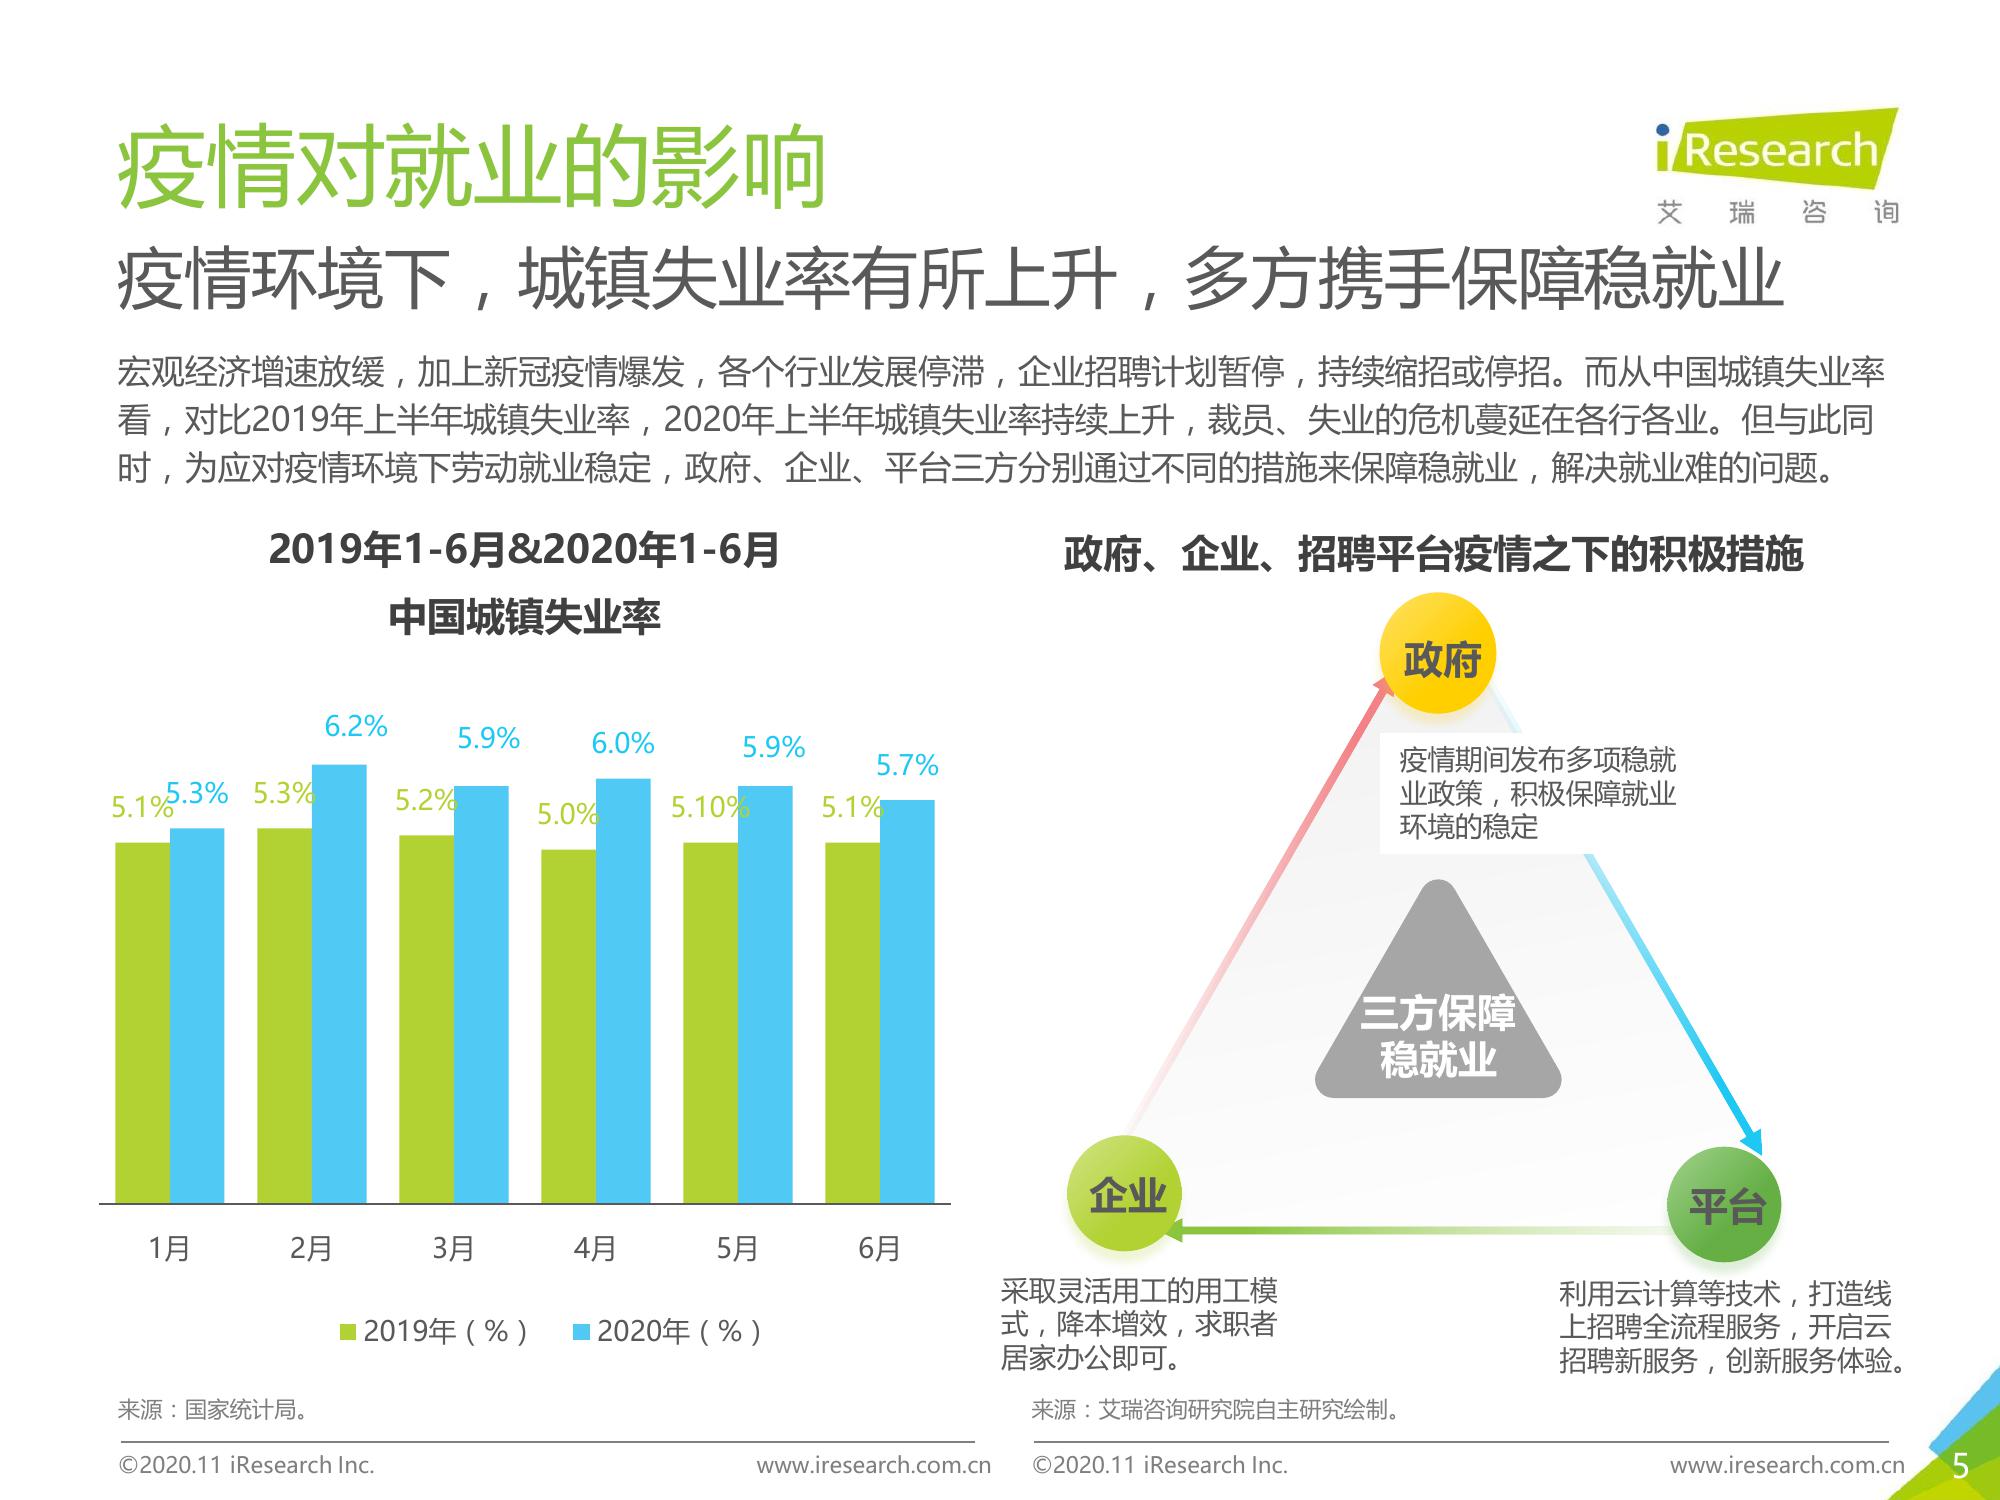 疫情对就业的影响
iResearch
艾瑞咨询
疫情环境下，城镇失业率有所上升，多方携手保障稳就业
宏观经济增速放缓，加上新冠疫情爆发，各个行业发展停滞，企业招聘计划暂停，持续缩招或停招。而从中国城镇失业率
看，对比2019年上半年城镇失业率，2020年上半年城镇失业率持续上升，裁员、失业的危机蔓延在各行各业。但与此同
时，为应对疫情环境下劳动就业稳定，政府、企业、平台三方分别通过不同的措施来保障稳就业，解决就业难的问题。
2019年1-6月&2020年1-6月
中国城镇失业率
5.1%
5.3%
5.3%
6.2%
5.2%
5.9%
5.0%
6.0%
5.10%
5.9%
5.1%
5.7%
1月
2月
3月
4月
5月
6月
2019年（%）
2020年（%）
来源：国家统计局。
©2020.11 iResearch Inc.
www.iresearch.com.cn
政府、企业、招聘平台疫情之下的积极措施
政府
疫情期间发布多项稳就
业政策，积极保障就业
环境的稳定
三方保障
稳就业
企业
采取灵活用工的用工模
式，降本增效，求职者
居家办公即可。
平台
利用云计算等技术，打造线
上招聘全流程服务，开启云
招聘新服务，创新服务体验。
来源：艾瑞咨询研究院自主研究绘制。
©2020.11 iResearch Inc.
www.iresearch.com.cn
5